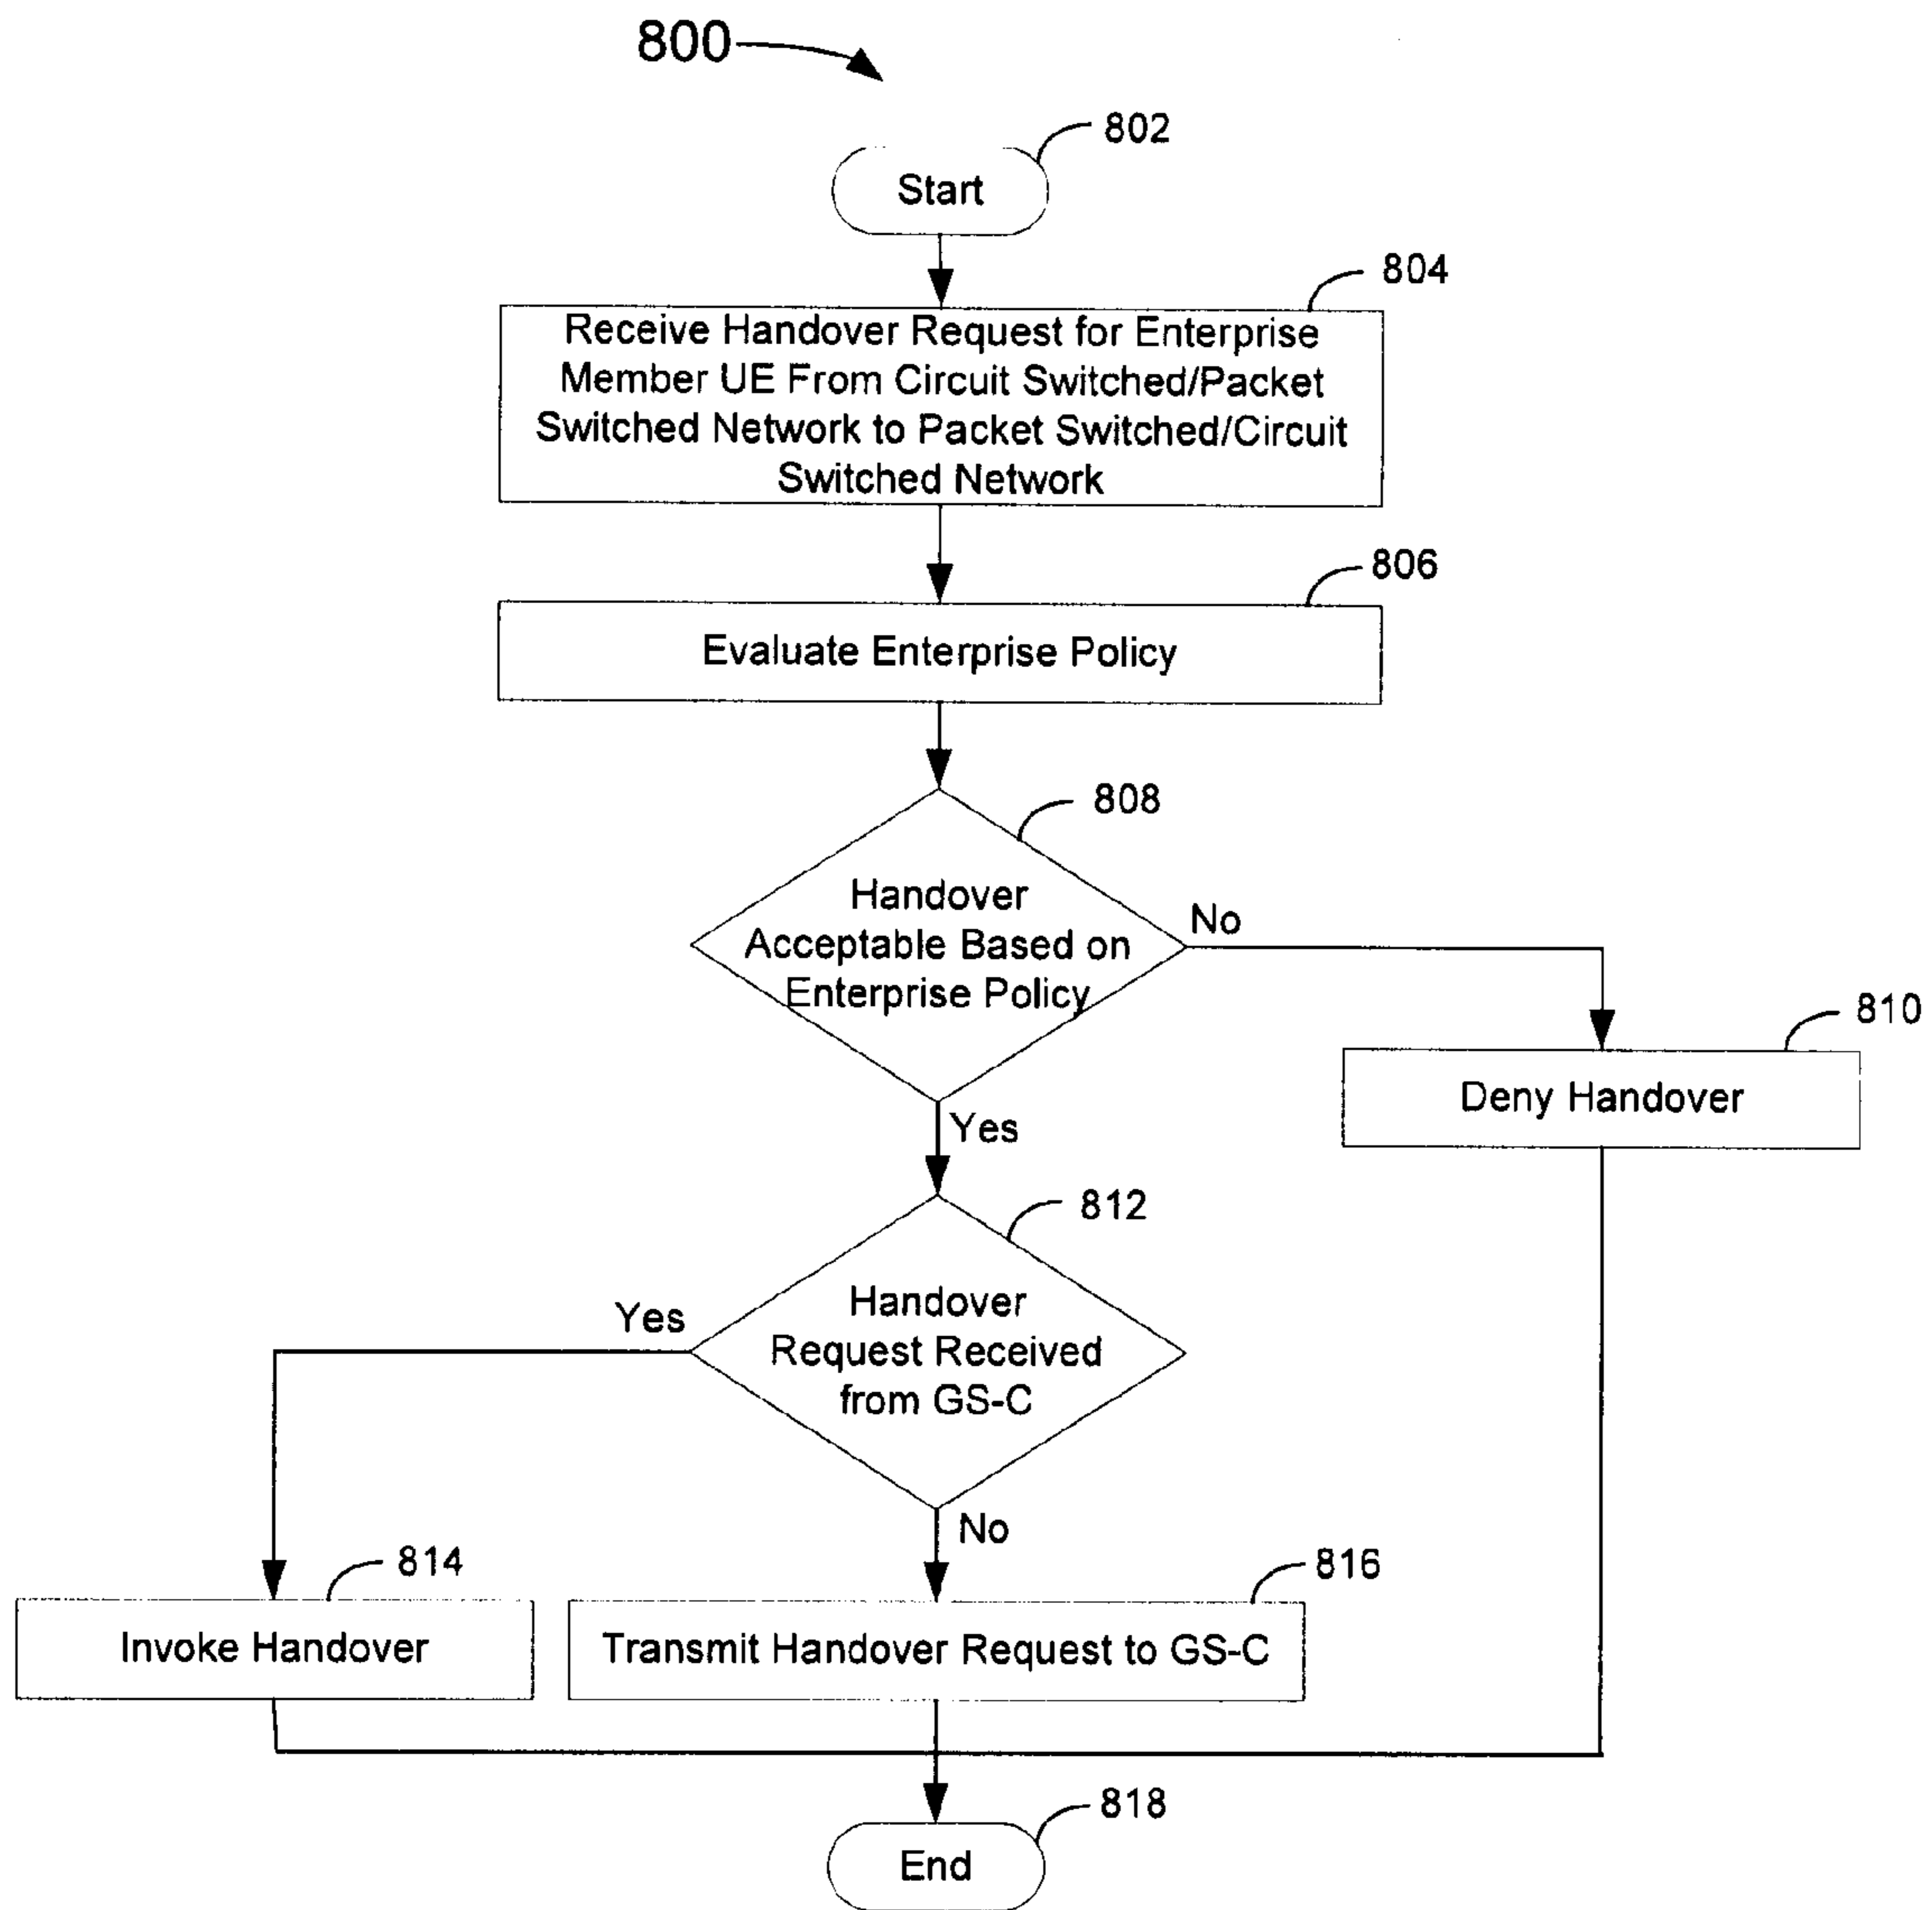 800
802
Start
804
Receive Handover Request for Enterprise
Member UE From Circuit Switched/Packet
Switched Network to Packet Switched/Circuit
Switched Network
806
Evaluate Enterprise Policy
808
Handover
Acceptable Based on
Enterprise Policy
No
810
Deny Handover
Yes
812
Handover
Request Received
from GS-C
Yes
No
814
Invoke Handover
816
Transmit Handover Request to GS-C
818
End